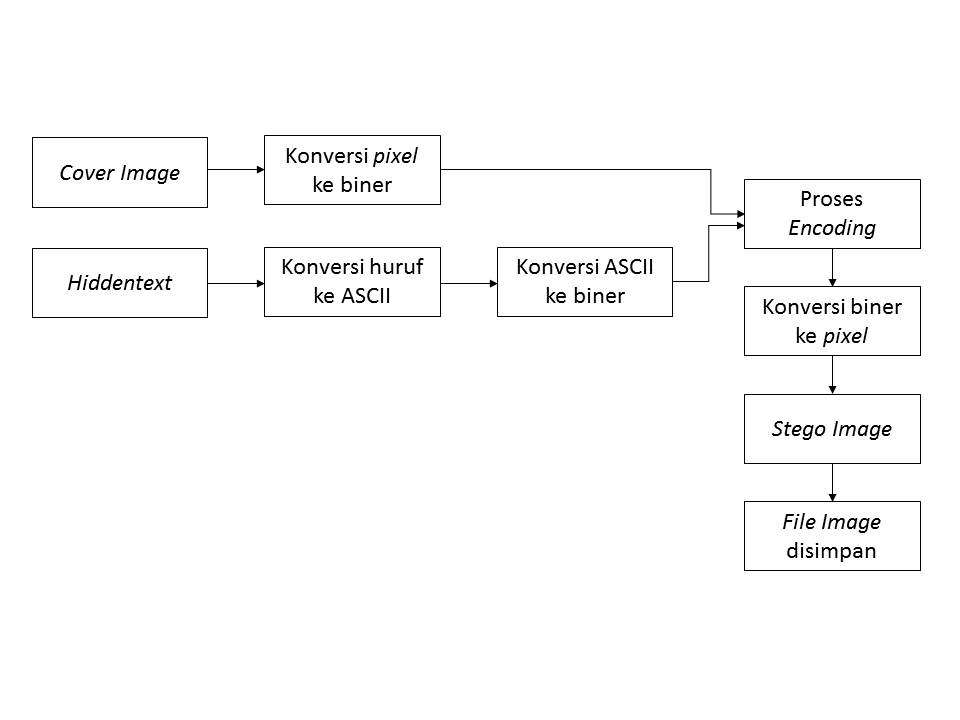 Cover Image
Konversi pixel
ke biner
Hiddentext
Konversi huruf
ke ASCII
Konversi ASCII
ke biner
Proses
Encoding
Konversi biner
ke pixel
Stego Image
File Image
disimpan